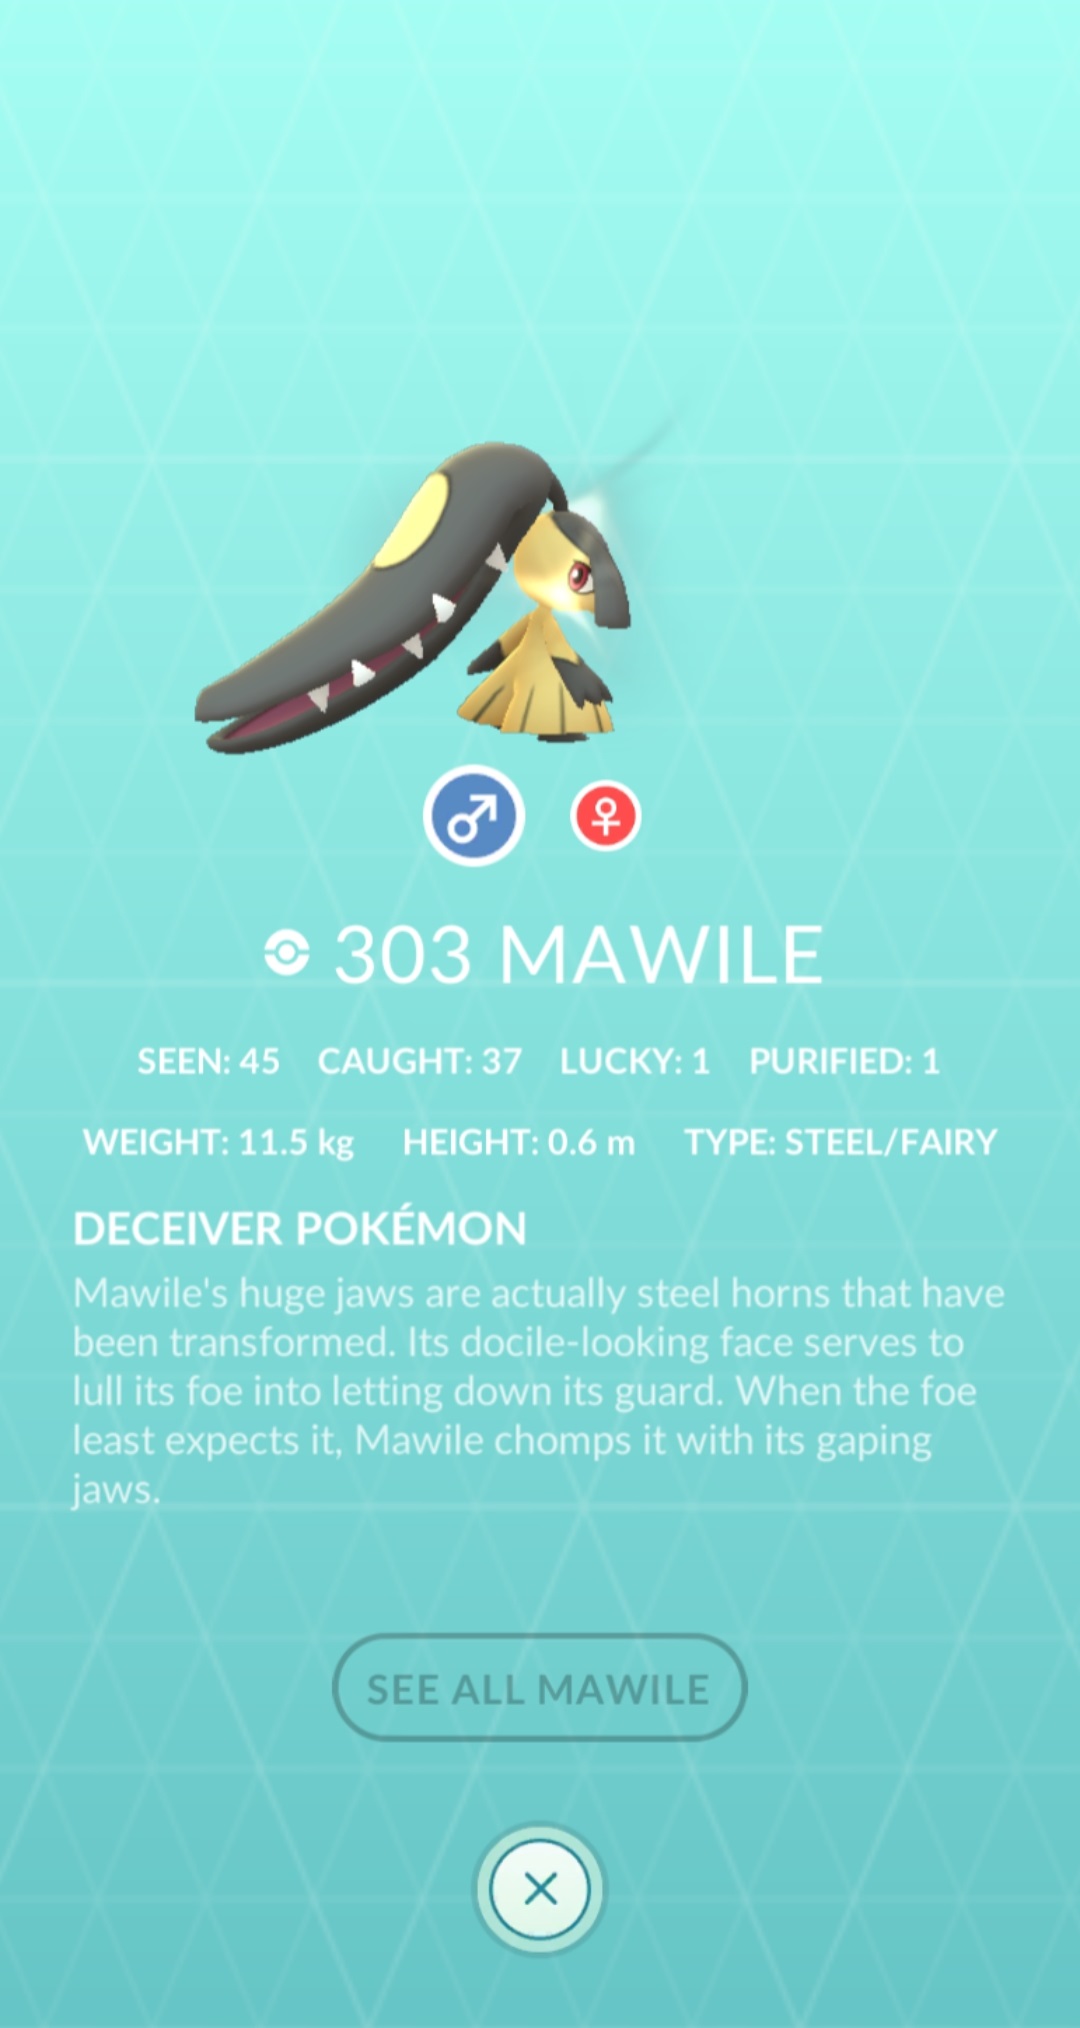 303 MAWILE
SEEN: 45 CAUGHT: 37 LUCKY: 1 PURIFIED: 1
WEIGHT: 11.5 kg HEIGHT: 0.6 m TYPE: STEEL/FAIRY
DECEIVER POKÉMON
Mawile's huge jaws are actually steel horns that have
been transformed. Its docile-looking face serves to
lull its foe into letting down its guard. When the foe
least expects it, Mawile chomps it with its gaping
jaws.
SEE ALL MAWILE